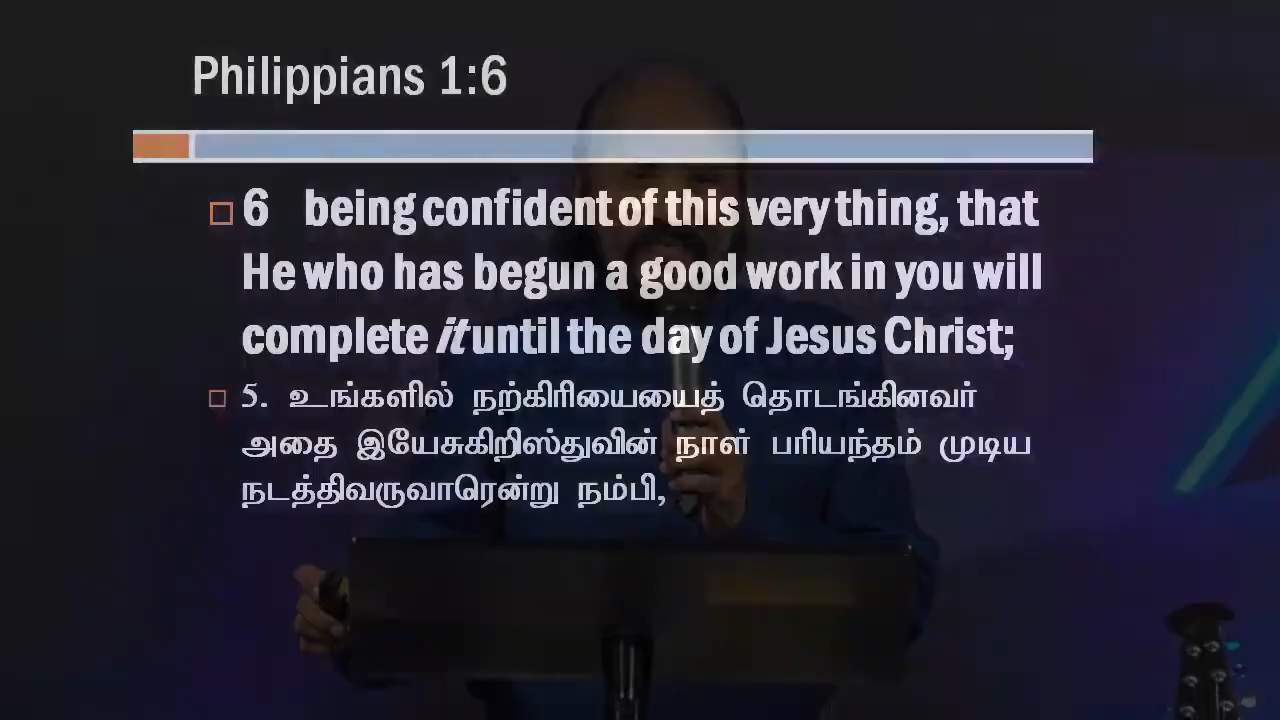 Philippians 1:6
6 being confident of this very thing, that
He who has begun a good work in you will
complete it until the day of Jesus Christ;
5. உங்களில் நற்கிரியையைத் தொடங்கினவர்
அதை இயேசுகிறிஸ்துவின் நாள் பரியந்தம் முடிய
நடத்திவருவாரென்று நம்பி,